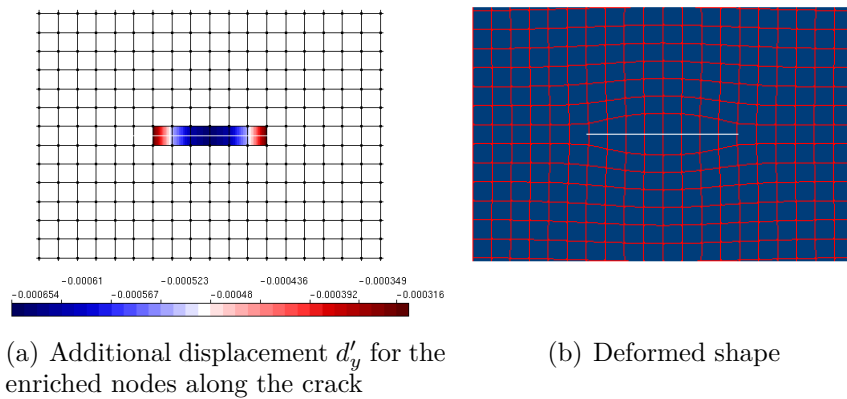 -0.00061 -0.000523 -0.000436 -0.000349
-0.000654 -0.000567 -0.00048 -0.000392 -0.000316
(a) Additional displacement d′y for the
enriched nodes along the crack
(b) Deformed shape